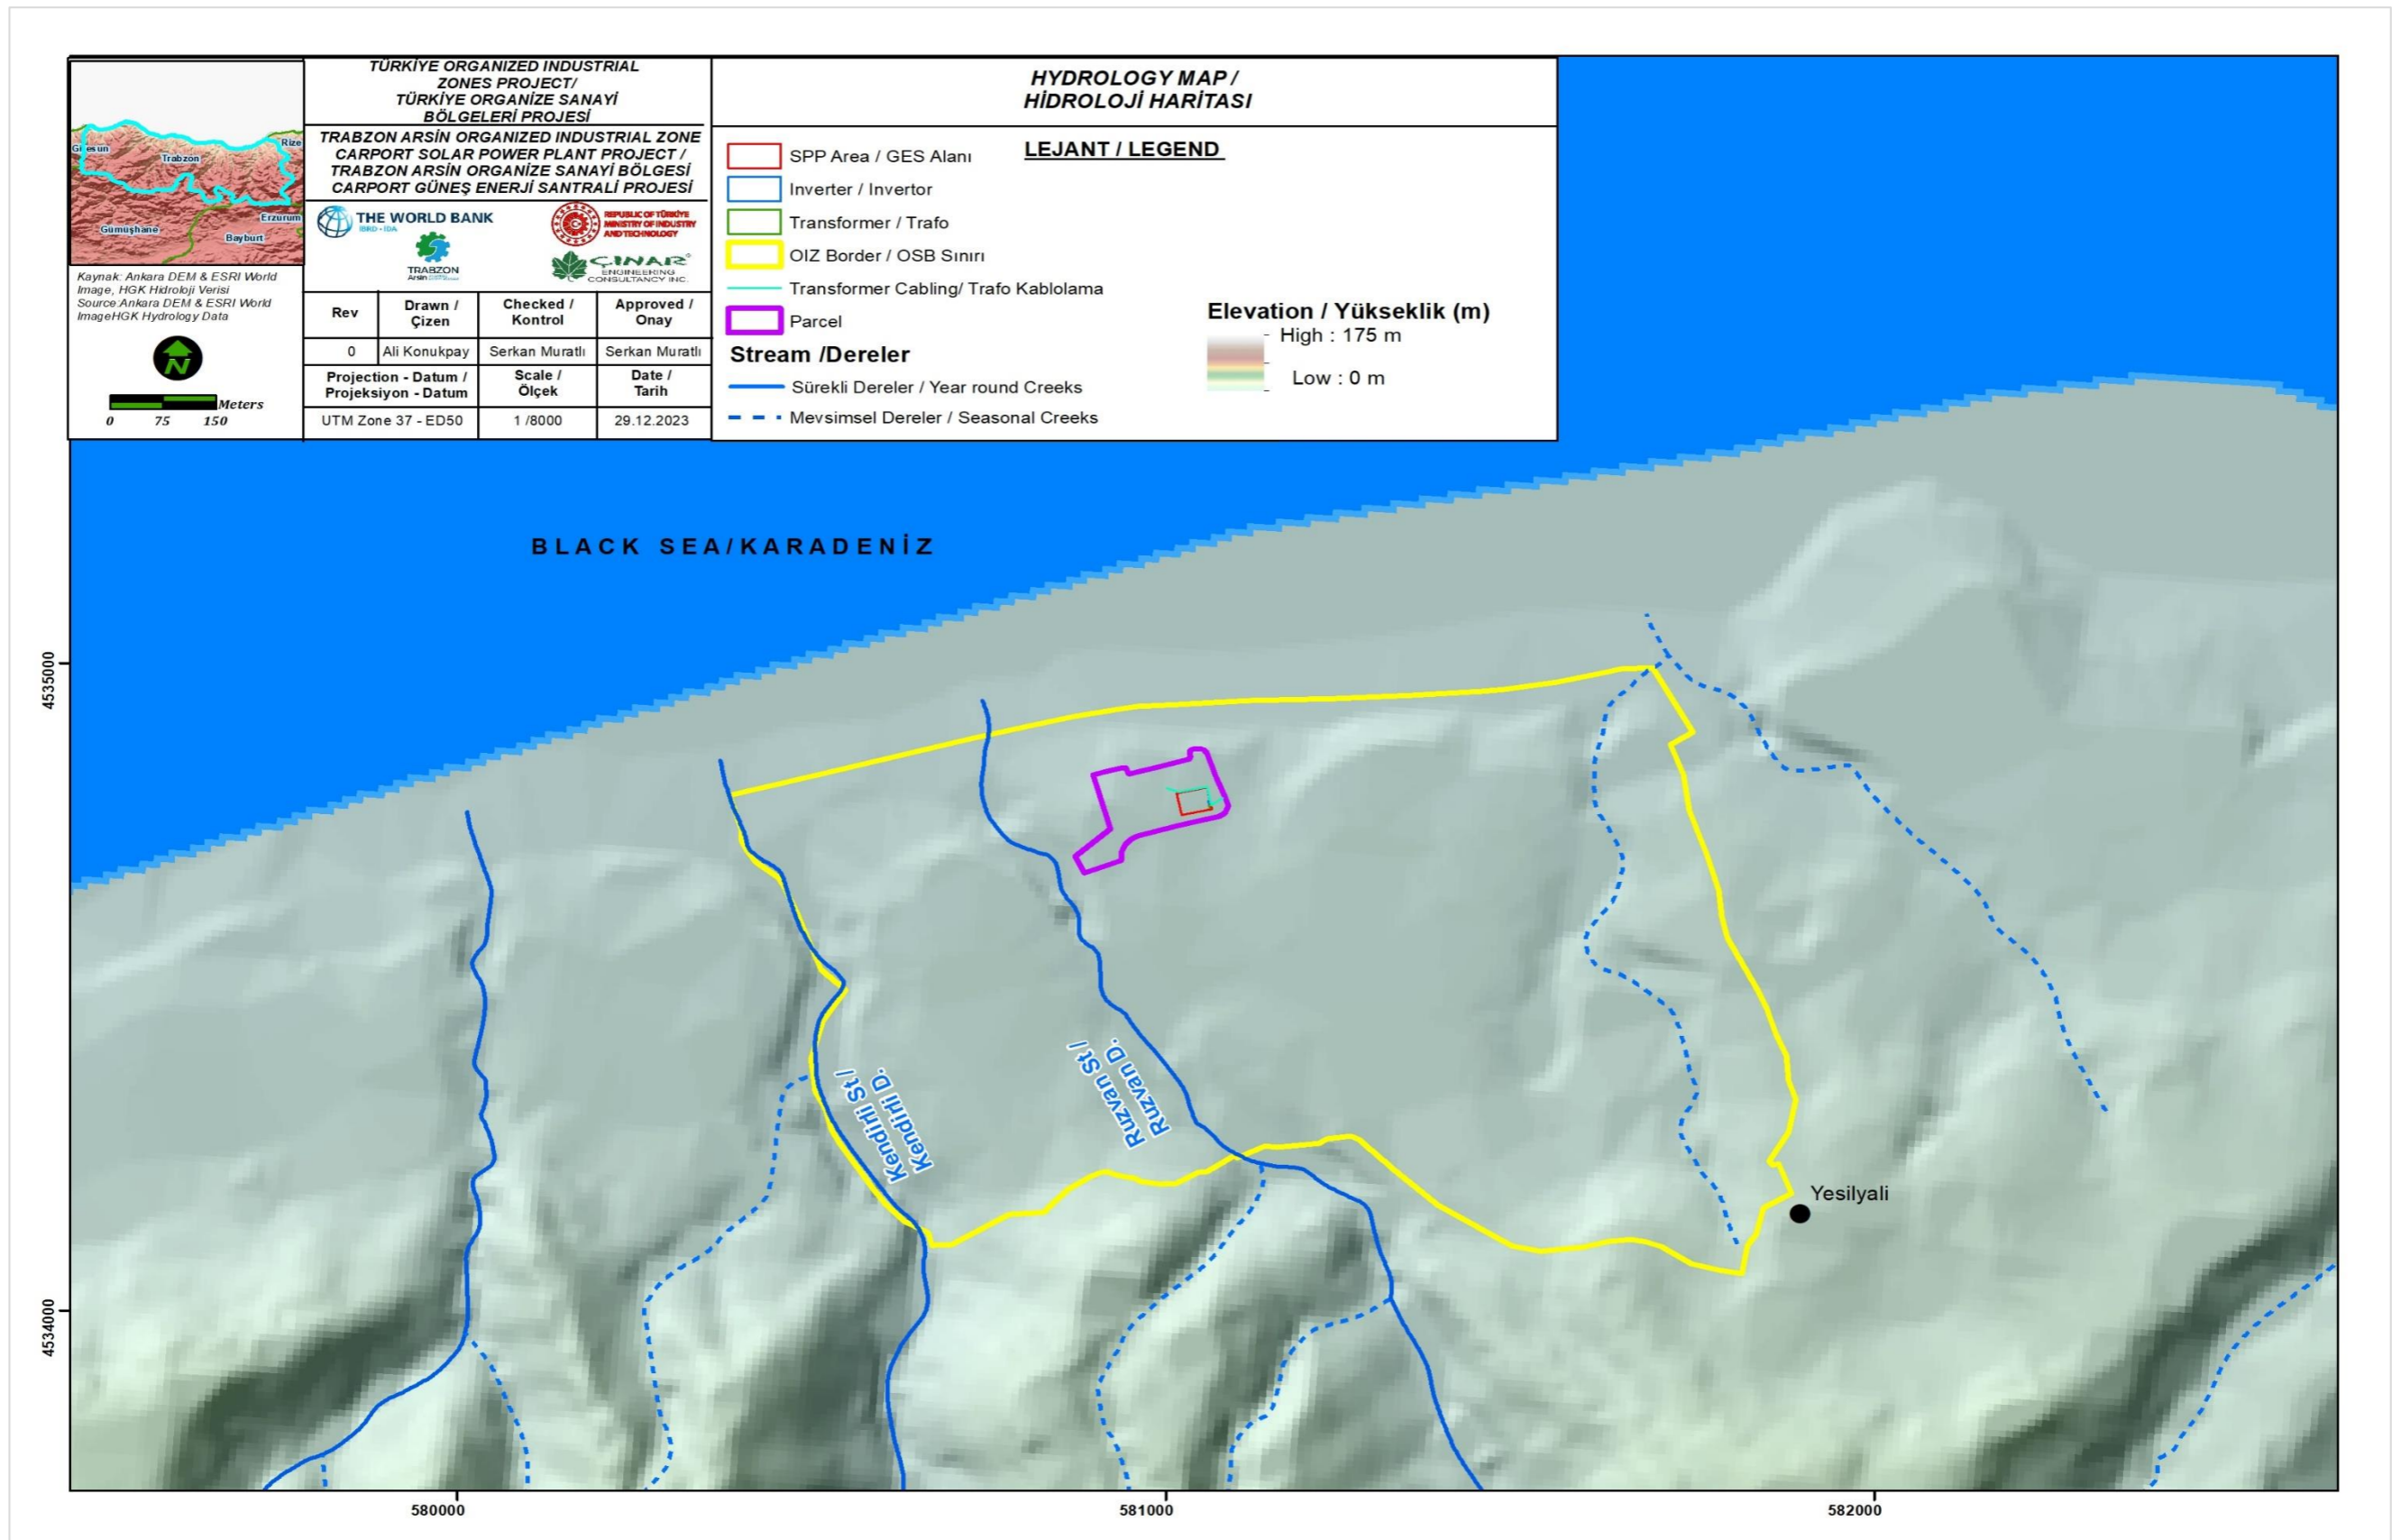 Giresun
Trabzon
Rize
Erzurum
Gümüşhane
Bayburt
Kaynak: Ankara DEM & ESRI World
Image, HGK Hidroloji Verisi
Source:Ankara DEM & ESRI World
ImageHGK Hydrology Data
N
Meters
0 75 150
TÜRKİYE ORGANIZED INDUSTRIAL
ZONES PROJECT/
TÜRKİYE ORGANİZE SANAYİ
BÖLGELERİ PROJESİ
TRABZON ARSİN ORGANIZED INDUSTRIAL ZONE
CARPORT SOLAR POWER PLANT PROJECT /
TRABZON ARSİN ORGANİZE SANAYİ BÖLGESİ
CARPORT GÜNEŞ ENERJİ SANTRALİ PROJESİ
THE WORLD BANK
IBRD • IDA
REPUBLIC OF TÜRKİYE
MINISTRY OF INDUSTRY
AND TECHNOLOGY
TRABZON
Arsin
ÇINAR
ENGINEERING
CONSULTANCY INC.
Rev
Drawn /
Çizen
Checked /
Kontrol
Approved /
Onay
0
Ali Konukpay
Serkan Muratlı
Serkan Muratlı
Projection - Datum /
Projeksiyon - Datum
Scale /
Ölçek
Date /
Tarih
UTM Zone 37 - ED50
1 /8000
29.12.2023
HYDROLOGY MAP /
HİDROLOJİ HARİTASI
LEJANT / LEGEND
SPP Area / GES Alanı
Inverter / Invertor
Transformer / Trafo
OIZ Border / OSB Sınırı
Transformer Cabling/ Trafo Kablolama
Parcel
Stream /Dereler
Sürekli Dereler / Year round Creeks
Mevsimsel Dereler / Seasonal Creeks
Elevation / Yükseklik (m)
High : 175 m
Low : 0 m
BLACK SEA/KARADENİZ
Kendirli St /
Kendirli D.
Ruzvan St /
Ruzvan D.
Yesilyali
4535000
4534000
580000
581000
582000